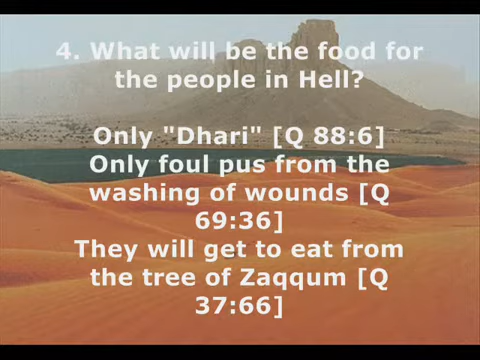 4. What will be the food for
the people in Hell?
Only "Dhari" [Q 88:6]
Only foul pus from the
washing of wounds [Q
69:36]
They will get to eat from
the tree of Zaqqum [Q
37:66]